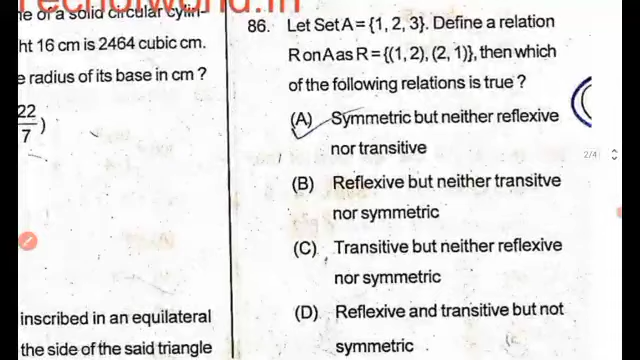 techofworld.in
ne of a solid circular cylin-
ht 16 cm is 2464 cubic cm.
e radius of its base in cm ?
22
7 )
inscribed in an equilateral
the side of the said triangle
86. Let Set A = {1, 2, 3}. Define a relation
R on A as R = {(1, 2), (2, 1)}, then which
of the following relations is true ?
(A) Symmetric but neither reflexive
nor transitive
(B) Reflexive but neither transitve
nor symmetric
(C) Transitive but neither reflexive
nor symmetric
(D) Reflexive and transitive but not
symmetric
2/4